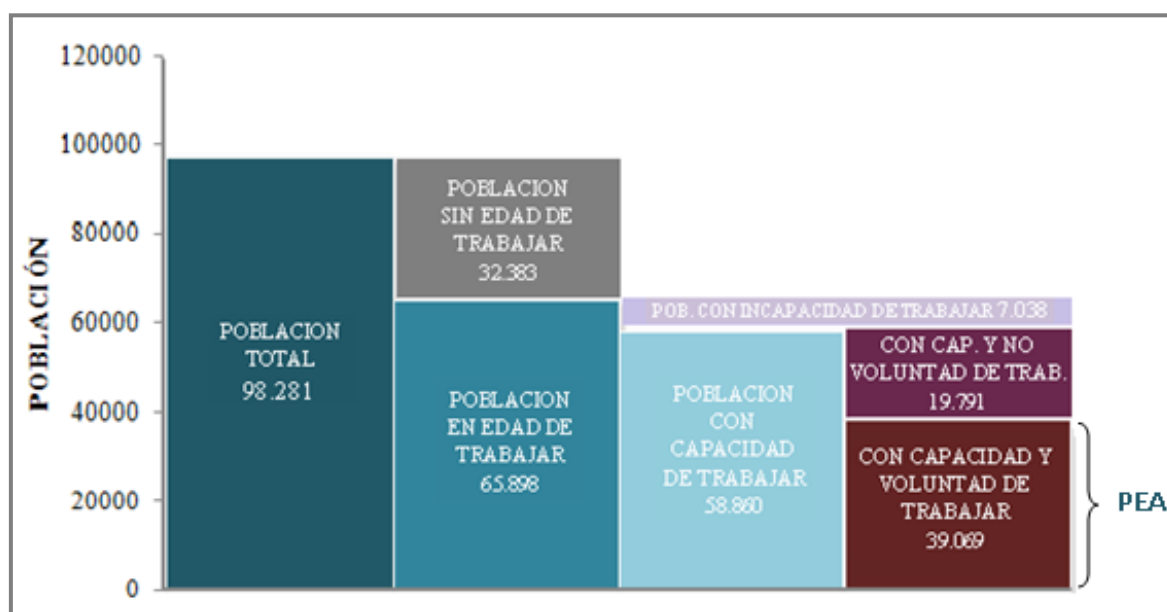 120000
100000
80000
60000
40000
20000
0
POBLACIÓN
POBLACION
TOTAL
98.281
POBLACION
SIN EDAD DE
TRABAJAR
32.383
POBLACION
EN EDAD DE
TRABAJAR
65.898
POB. CON INCAPACIDAD DE TRABAJAR 7.038
POBLACION
CON
CAPACIDAD
DE TRABAJAR
58.860
CON CAP. Y NO
VOLUNTAD DE TRAB.
19.791
CON CAPACIDAD Y
VOLUNTAD DE
TRABAJAR
39.069
PEA